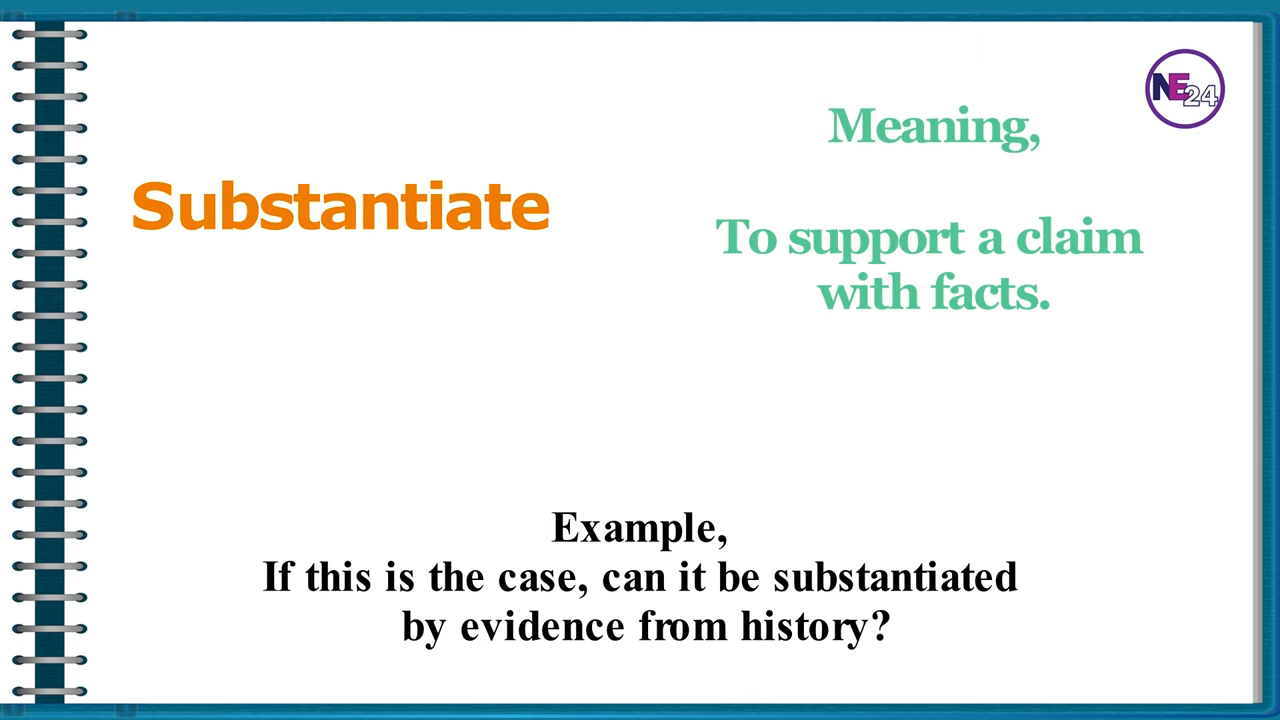 NE24
Substantiate
Meaning,
To support a claim
with facts.
Example,
If this is the case, can it be substantiated
by evidence from history?